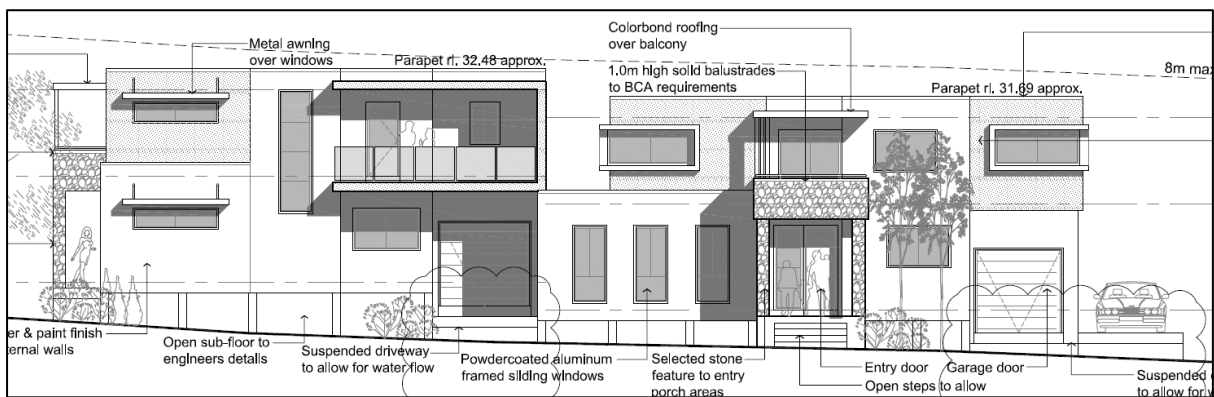 Colorbond roofing
over balcony
Metal awning
over windows
Parapet rl. 32.48 approx.
1.0m high solid balustrades
to BCA requirements
8m max
Parapet rl. 31.69 approx.
er & paint finish
ternal walls
Open sub-floor to
engineers details
Suspended driveway
to allow for water flow
Powdercoated aluminum
framed sliding windows
Selected stone
feature to entry
porch areas
Entry door
Open steps to allow
Garage door
Suspended
to allow for